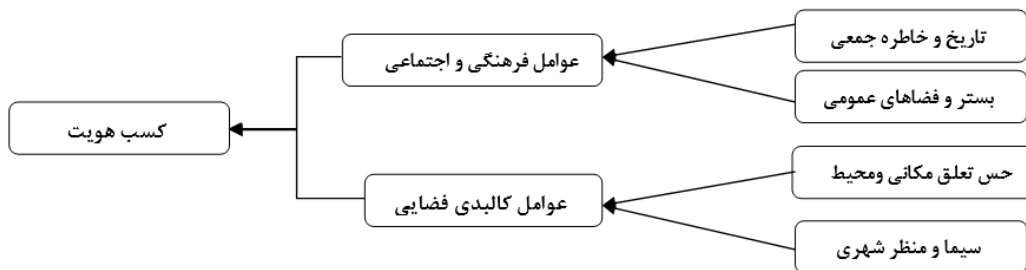 تاریخ و خاطره جمعی
عوامل فرهنگی و اجتماعی
بستر و فضاهای عمومی
کسب هویت
حس تعلق مکانی ومحیط
عوامل کالبدی فضایی
سیما و منظر شهری